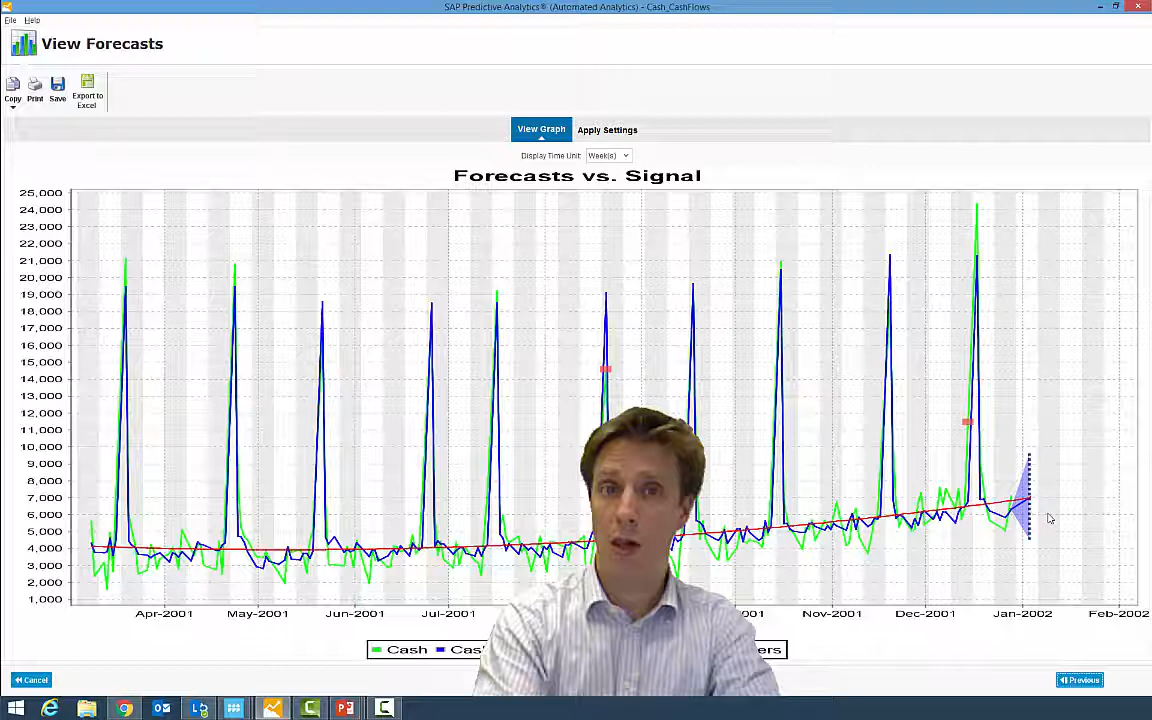 SAP Predictive Analytics® (Automated Analytics) - Cash_CashFlows
File Help
View Forecasts
Copy Print Save Export to Excel
View Graph Apply Settings
Display Time Unit: Week(s)
Forecasts vs. Signal
25,000
24,000
23,000
22,000
21,000
20,000
19,000
18,000
17,000
16,000
15,000
14,000
13,000
12,000
11,000
10,000
9,000
8,000
7,000
6,000
5,000
4,000
3,000
2,000
1,000
Apr-2001 May-2001 Jun-2001 Jul-2001 Nov-2001 Dec-2001 Jan-2002 Feb-2002
Cash
Cancel Previous